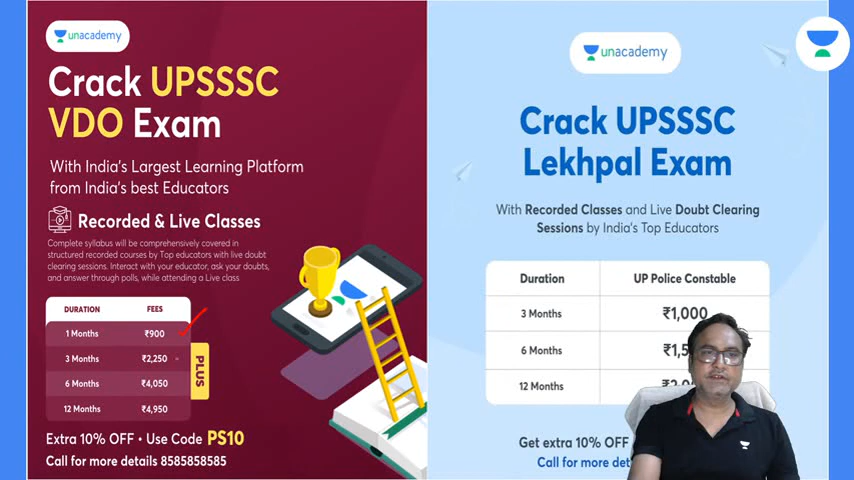 unacademy
Crack UPSSSC
VDO Exam
With India's Largest Learning Platform
from India's best Educators
Recorded & Live Classes
Complete syllabus will be comprehensively covered in
structured recorded courses by Top educators with live doubt
clearing sessions. Interact with your educator, ask your doubts,
and answer through polls, while attending a Live class
DURATION FEES
1 Months ₹900
3 Months ₹2,250
6 Months ₹4,050
12 Months ₹4,950
PLUS
Extra 10% OFF • Use Code PS10
Call for more details 8585858585
unacademy
Crack UPSSSC
Lekhpal Exam
With Recorded Classes and Live Doubt Clearing
Sessions by India's Top Educators
Duration UP Police Constable
3 Months ₹1,000
6 Months
12 Months
Get extra 10% OFF
Call for more